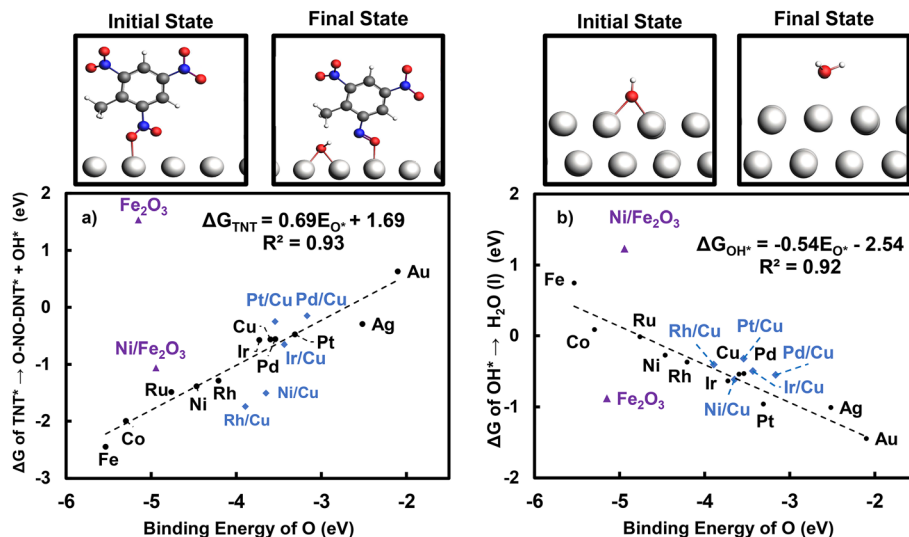 Initial State
Final State
Initial State
Final State
a)
ΔG_TNT = 0.69E_O* + 1.69
R² = 0.93
Fe₂O₃
Au
Pt/Cu
Pd/Cu
Cu
Ag
Pt
Ir
Pd
Ir/Cu
Ni/Fe₂O₃
Ru
Ni
Rh
Ni/Cu
Rh/Cu
Co
Fe
2
1
0
-1
-2
-3
-6
-5
-4
-3
-2
ΔG of TNT* → O-NO-DNT* + OH* (eV)
Binding Energy of O (eV)
b)
Ni/Fe₂O₃
ΔG_OH* = -0.54E_O* - 2.54
R² = 0.92
Fe
Co
Ru
Rh/Cu
Cu
Pt/Cu
Pd
Pd/Cu
Ni
Rh
Ir
Ir/Cu
Ni/Cu
Fe₂O₃
Pt
Ag
Au
2
1
0
-1
-2
-6
-5
-4
-3
-2
ΔG of OH* → H₂O (l) (eV)
Binding Energy of O (eV)